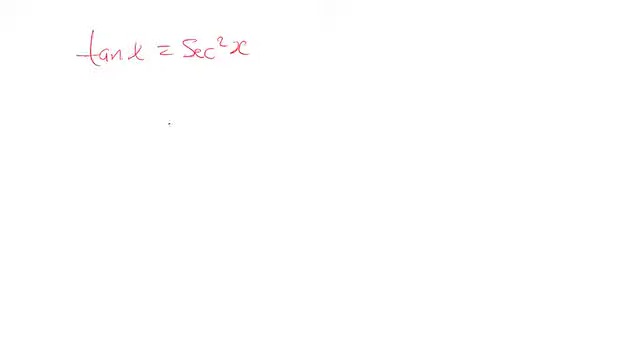 tan x = Sec²x